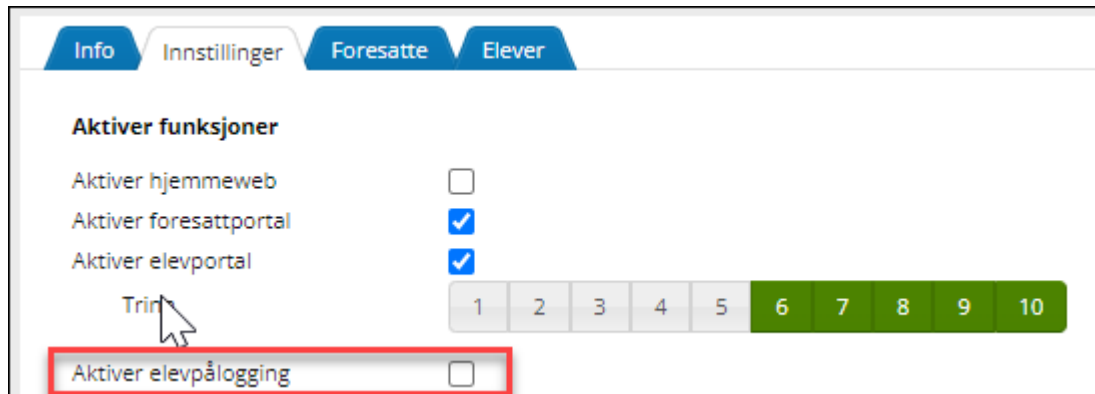 Info Innstillinger Foresatte Elever
Aktiver funksjoner
Aktiver hjemmeweb
Aktiver foresattportal
Aktiver elevportal
1 2 3 4 5 6 7 8 9 10
Aktiver elevpålogging